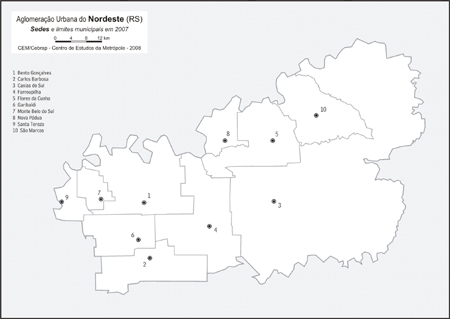 Aglomeração Urbana do Nordeste (RS)
Sedes e limites municipais em 2007
0 4 8 12 km
CEM/Cebrap - Centro de Estudos da Metrópole - 2008
1 Bento Gonçalves
2 Carlos Barbosa
3 Caxias do Sul
4 Farroupilha
5 Flores da Cunha
6 Garibaldi
7 Monte Belo do Sul
8 Nova Pádua
9 Santa Tereza
10 São Marcos
10
8
5
9
7
1
3
4
6
2